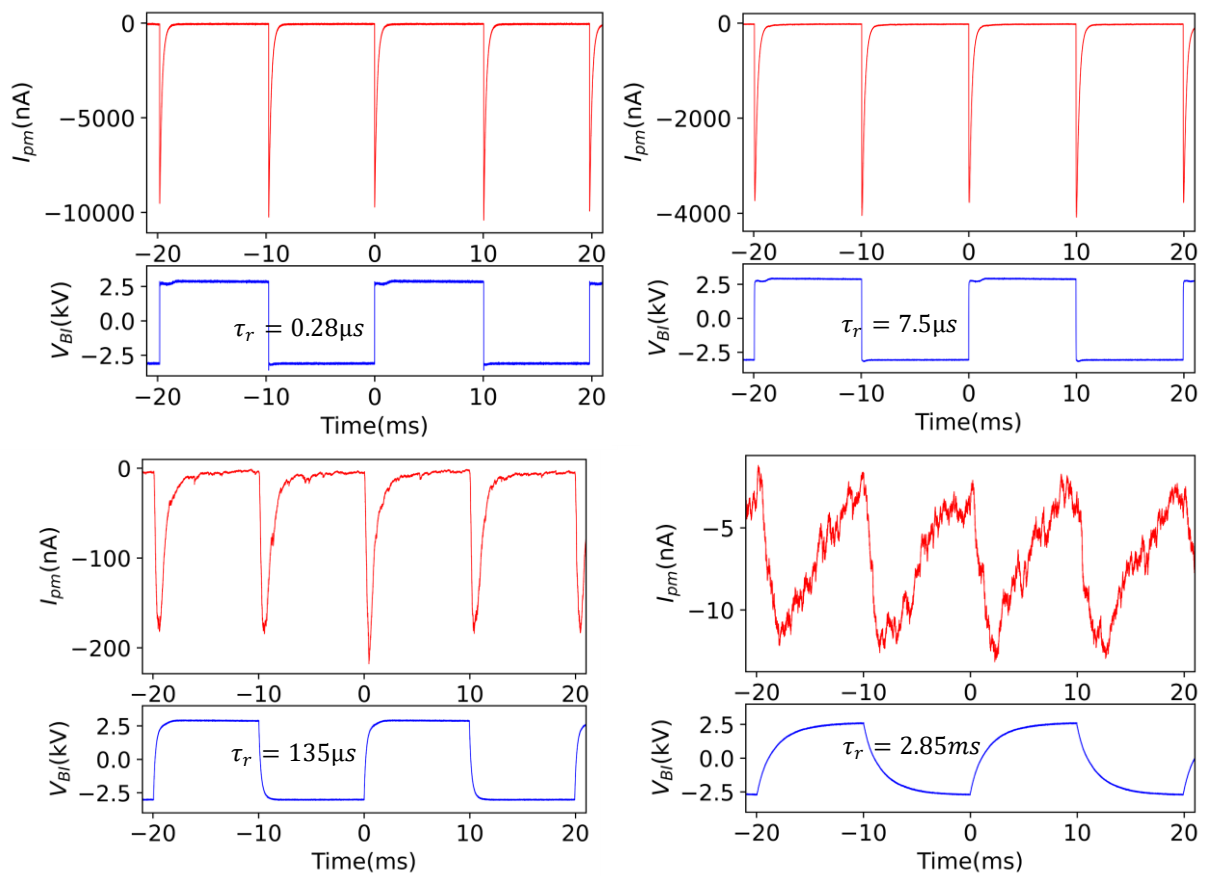 0
−5000
−10000
I_pm(nA)
−20 −10 0 10 20
2.5
0.0
−2.5
V_BI(kV)
τ_r = 0.28µs
−20 −10 0 10 20
Time(ms)
0
−2000
−4000
I_pm(nA)
−20 −10 0 10 20
2.5
0.0
−2.5
V_BI(kV)
τ_r = 7.5µs
−20 −10 0 10 20
Time(ms)
0
−100
−200
I_pm(nA)
−20 −10 0 10 20
2.5
0.0
−2.5
V_BI(kV)
τ_r = 135µs
−20 −10 0 10 20
Time(ms)
−5
−10
I_pm(nA)
−20 −10 0 10 20
2.5
0.0
−2.5
V_BI(kV)
τ_r = 2.85ms
−20 −10 0 10 20
Time(ms)